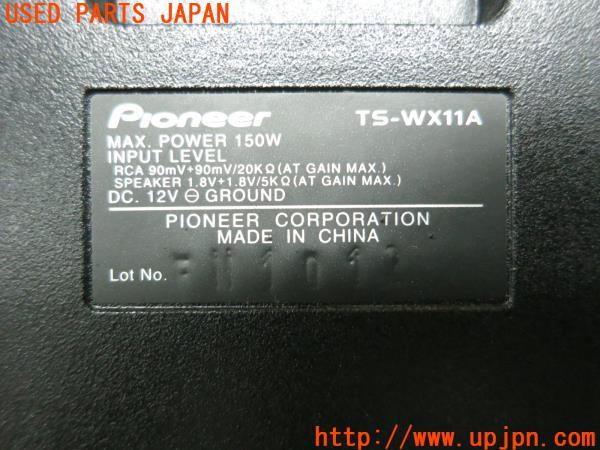 USED PARTS JAPAN
Pioneer TS-WX11A
MAX. POWER 150W
INPUT LEVEL
RCA 90mV+90mV/20KΩ(AT GAIN MAX.)
SPEAKER 1.8V+1.8V/5KΩ(AT GAIN MAX.)
DC. 12V ⊖ GROUND
PIONEER CORPORATION
MADE IN CHINA
Lot No.
UPJ
http://www.upjpn.com/